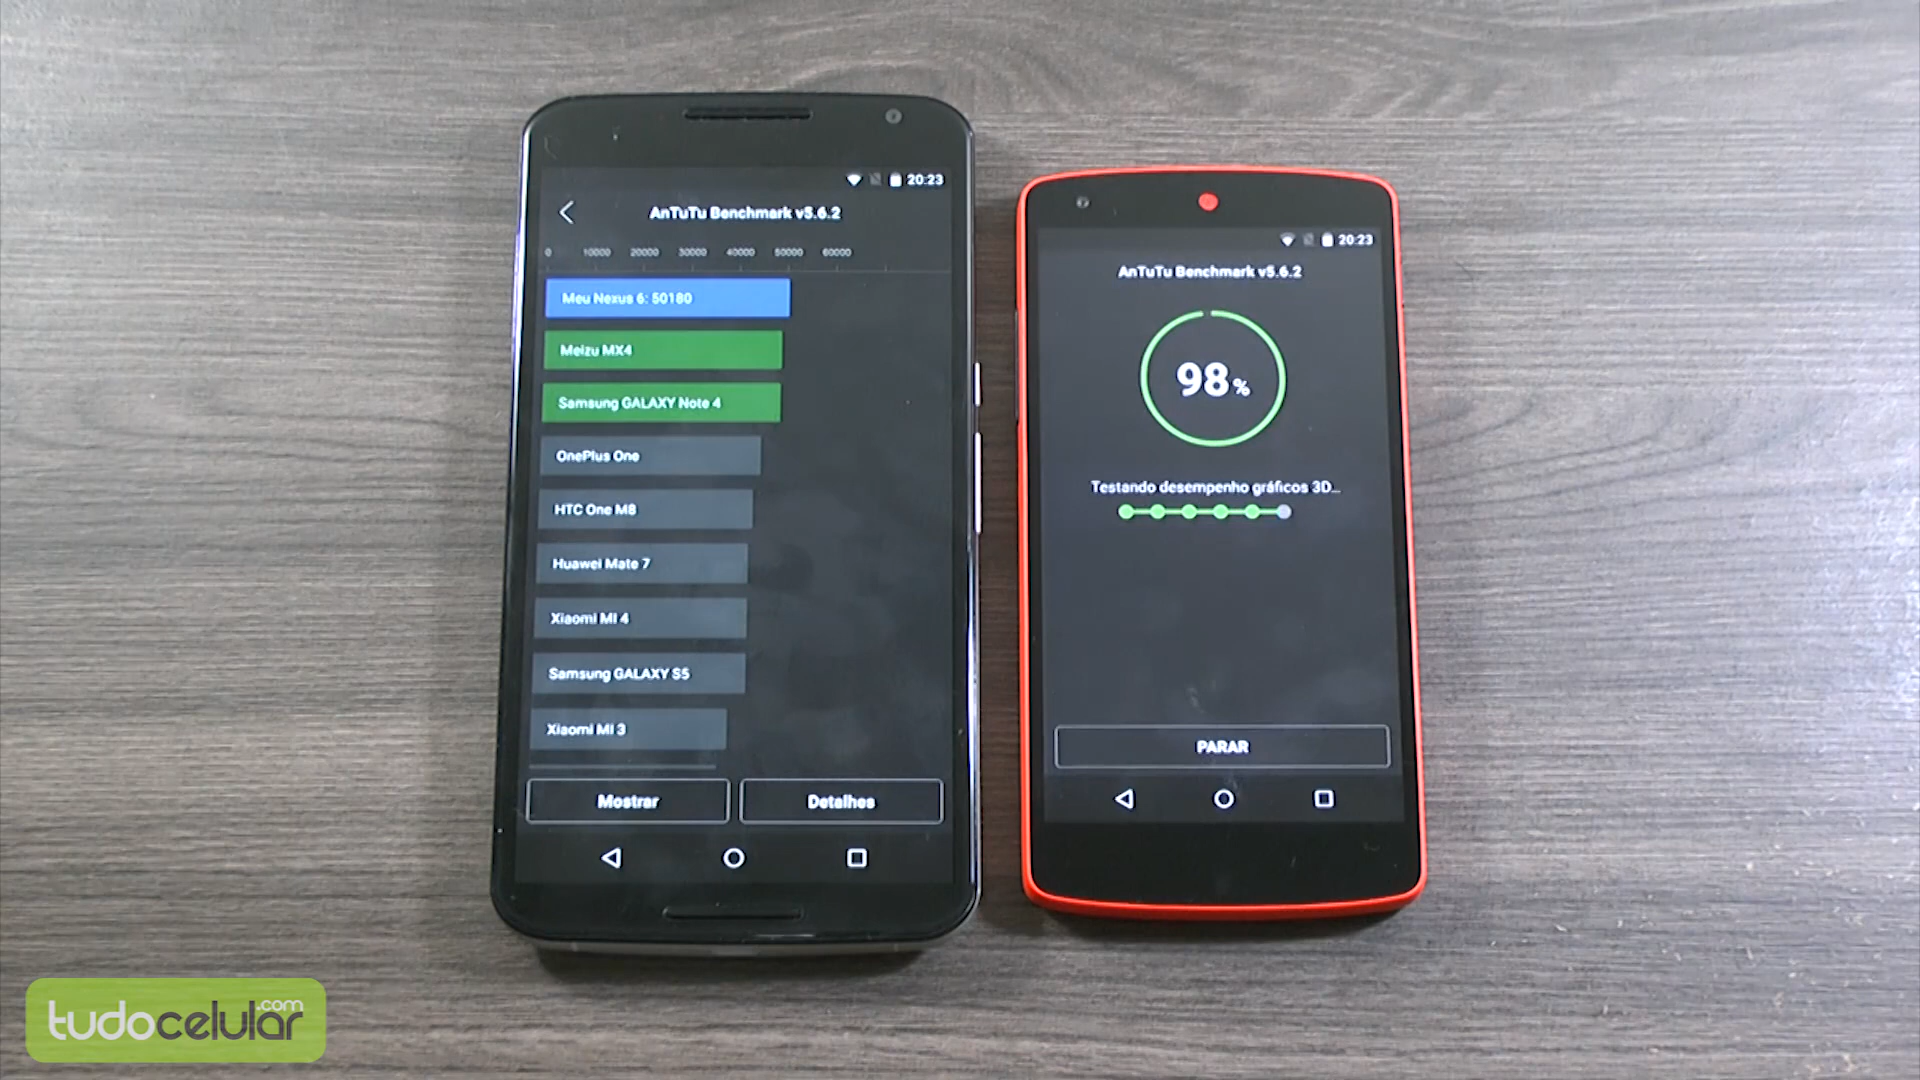 20:23
AnTuTu Benchmark v5.6.2
0 10000 20000 30000 40000 50000 60000
Meu Nexus 6: 50180
Meizu MX4
Samsung GALAXY Note 4
OnePlus One
HTC One M8
Huawei Mate 7
Xiaomi MI 4
Samsung GALAXY S5
Xiaomi MI 3
Mostrar Detalhes
20:23
AnTuTu Benchmark v5.6.2
98%
Testando desempenho gráficos 3D...
PARAR
tudocelular.com